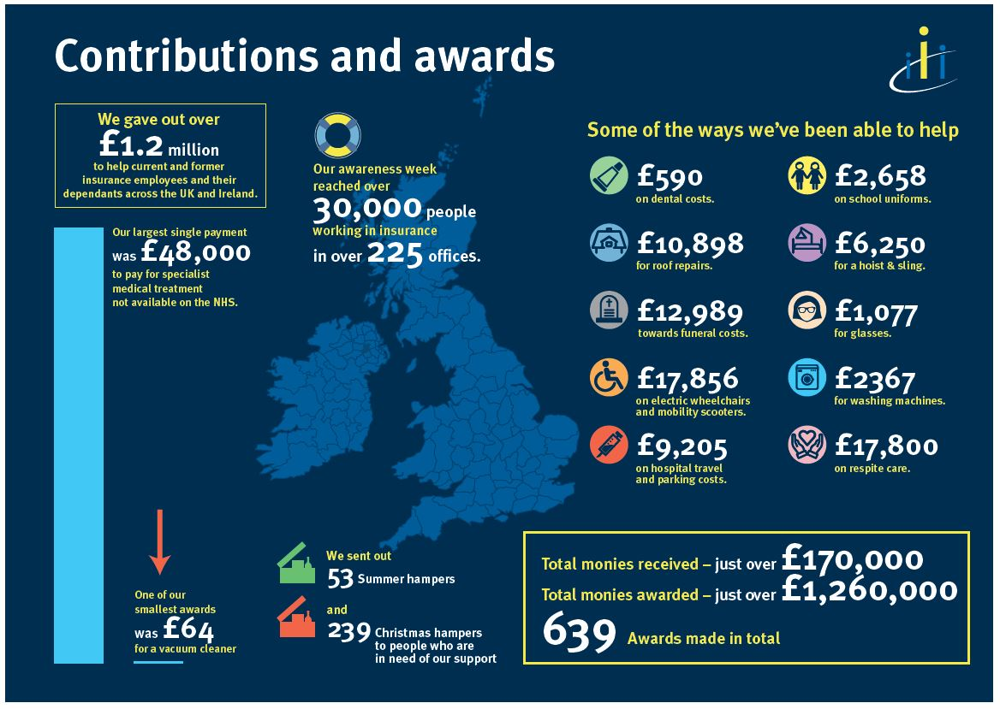 Contributions and awards
We gave out over
£1.2 million
to help current and former
insurance employees and their
dependants across the UK and Ireland.
Our largest single payment
was £48,000
to pay for specialist
medical treatment
not available on the NHS.
One of our
smallest awards
was £64
for a vacuum cleaner
Our awareness week
reached over
30,000 people
working in insurance
in over 225 offices.
We sent out
53 Summer hampers
and
239 Christmas hampers
to people who are
in need of our support
Some of the ways we've been able to help
£590
on dental costs.
£2,658
on school uniforms.
£10,898
for roof repairs.
£6,250
for a hoist & sling.
£12,989
towards funeral costs.
£1,077
for glasses.
£17,856
on electric wheelchairs
and mobility scooters.
£2367
for washing machines.
£9,205
on hospital travel
and parking costs.
£17,800
on respite care.
Total monies received – just over £170,000
Total monies awarded – just over £1,260,000
639 Awards made in total